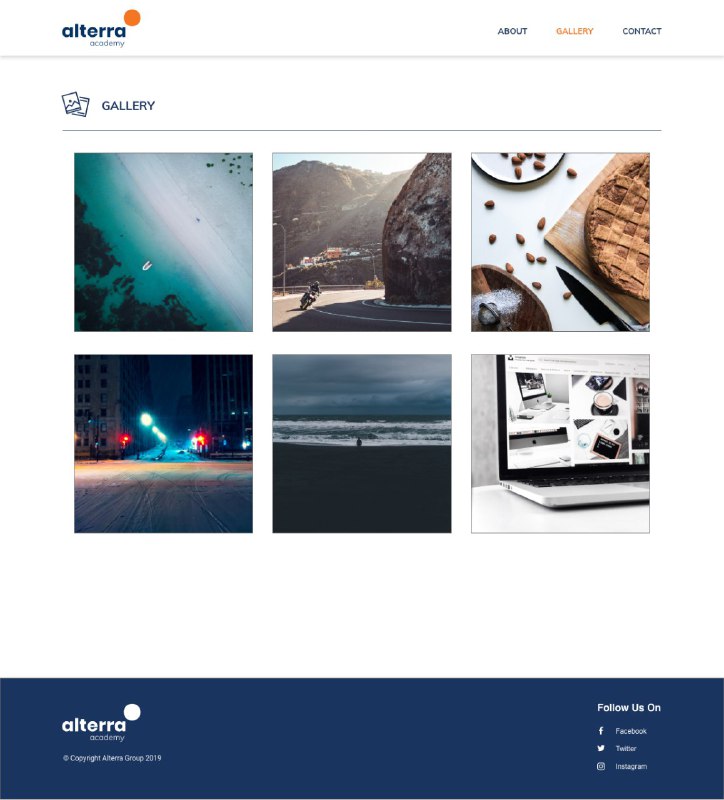 alterra
academy
ABOUT
GALLERY
CONTACT
GALLERY
alterra
academy
© Copyright Alterra Group 2019
Follow Us On
Facebook
Twitter
Instagram